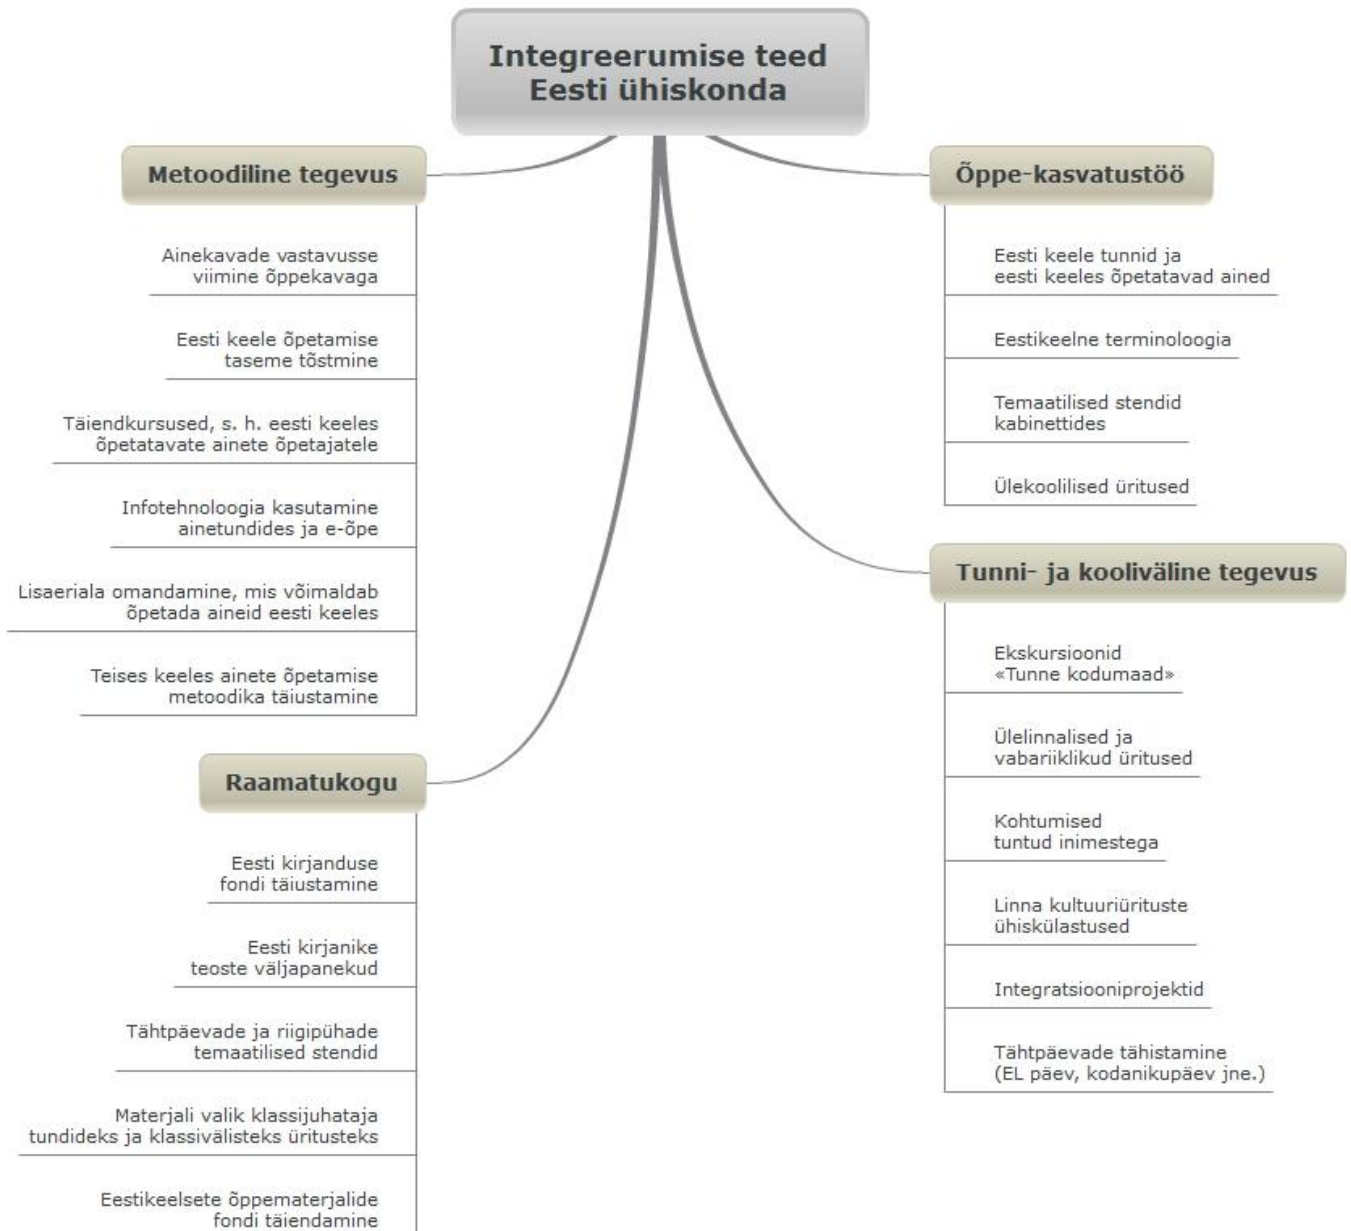 Integreerumise teed
Eesti ühiskonda
Metoodiline tegevus
Ainekavade vastavusse
viimine õppekavaga
Eesti keele õpetamise
taseme tõstmine
Täiendkursused, s. h. eesti keeles
õpetatavate ainete õpetajatele
Infotehnoloogia kasutamine
ainetundides ja e-õpe
Lisaeriala omandamine, mis võimaldab
õpetada aineid eesti keeles
Teises keeles ainete õpetamise
metoodika täiustamine
Raamatukogu
Eesti kirjanduse
fondi täiustamine
Eesti kirjanike
teoste väljapanekud
Tähtpäevade ja riigipühade
temaatilised stendid
Materjali valik klassijuhataja
tundideks ja klassivälisteks üritusteks
Eestikeelsete õppematerjalide
fondi täiendamine
Õppe-kasvatustöö
Eesti keele tunnid ja
eesti keeles õpetatavad ained
Eestikeelne terminoloogia
Temaatilised stendid
kabinettides
Ülekoolilised üritused
Tunni- ja kooliväline tegevus
Ekskursioonid
«Tunne kodumaad»
Ülelinnalised ja
vabariiklikud üritused
Kohtumised
tuntud inimestega
Linna kultuuriürituste
ühiskülastused
Integratsiooniprojektid
Tähtpäevade tähistamine
(EL päev, kodanikupäev jne.)